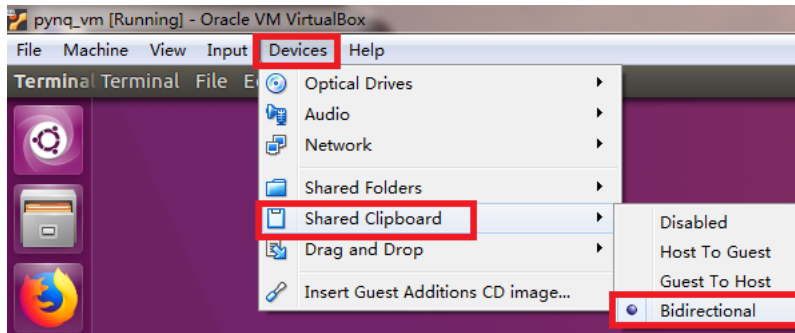 pynq_vm [Running] - Oracle VM VirtualBox
File Machine View Input Devices Help
Terminal Terminal File E
Optical Drives
Audio
Network
Shared Folders
Shared Clipboard
Drag and Drop
Insert Guest Additions CD image...
Disabled
Host To Guest
Guest To Host
Bidirectional